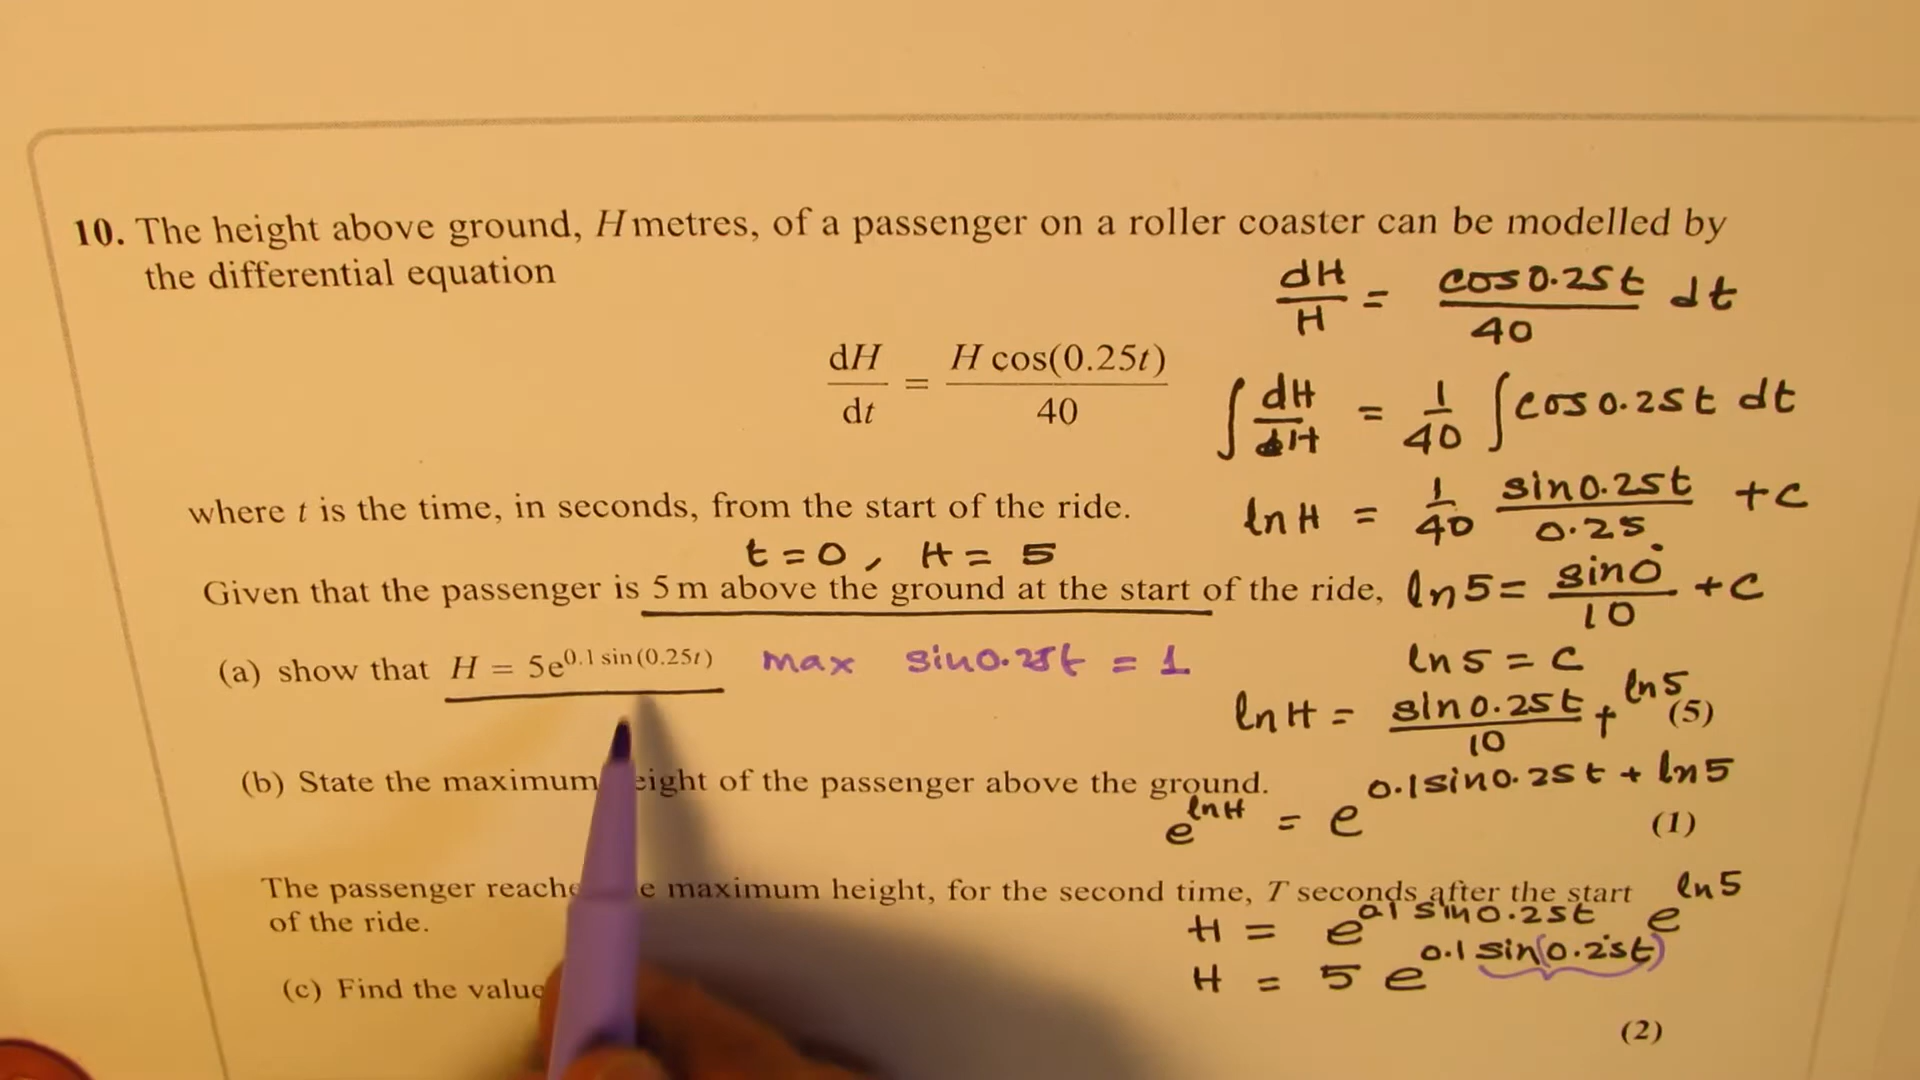 10. The height above ground, H metres, of a passenger on a roller coaster can be modelled by
the differential equation
dH/H = cos0.25t/40 dt
dH/dt = H cos(0.25t)/40
∫ dH/dH = 1/40 ∫ cos0.25t dt
where t is the time, in seconds, from the start of the ride.
ln H = 1/40 sin0.25t/0.25 + c
t = 0, H = 5
Given that the passenger is 5 m above the ground at the start of the ride,
ln5 = sin0°/10 + c
(a) show that H = 5e^{0.1 sin(0.25t)}
max sin0.25t = 1
ln5 = c
ln H = sin0.25t/10 + ln5
(5)
(b) State the maximum height of the passenger above the ground.
e^{lnH} = e^{0.1sin0.25t + ln5}
(1)
The passenger the maximum height, for the second time, T seconds after the start
of the ride.
H = e^{0.1 sin0.25t} e^{ln5}
H = 5 e^{0.1 sin(0.25t)}
(c) Find the value
(2)